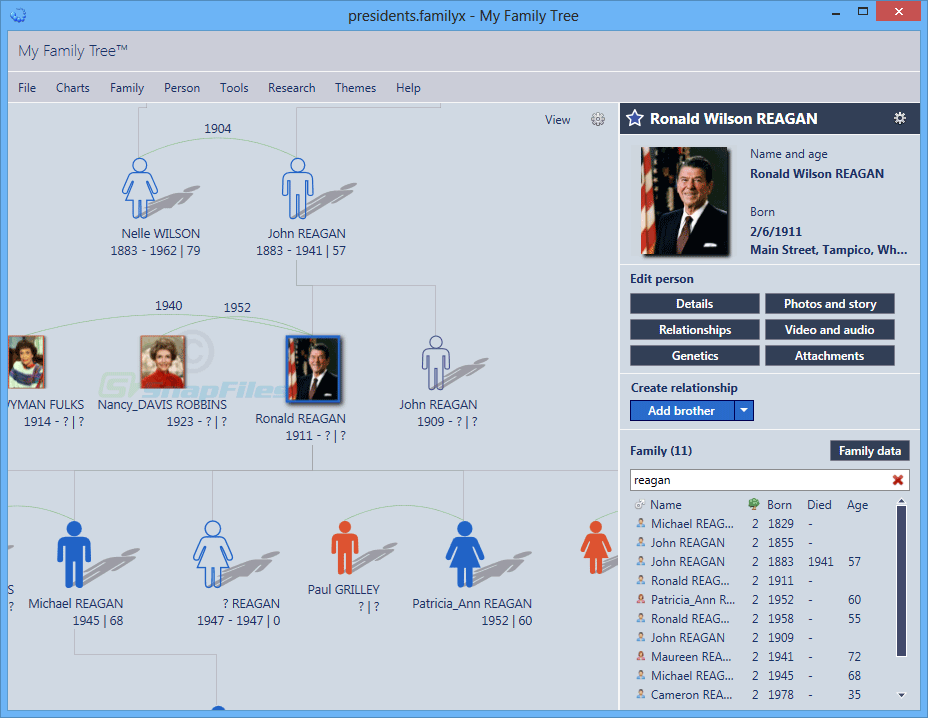 presidents.familyx - My Family Tree
My Family Tree™
File Charts Family Person Tools Research Themes Help
View
1904
Nelle WILSON
1883 - 1962 | 79
John REAGAN
1883 - 1941 | 57
1940
1952
SnapFiles
WYMAN FULKS
1914 - ? | ?
Nancy_DAVIS ROBBINS
1923 - ? | ?
Ronald REAGAN
1911 - ? | ?
John REAGAN
1909 - ? | ?
S
?
Michael REAGAN
1945 | 68
? REAGAN
1947 - 1947 | 0
Paul GRILLEY
? | ?
Patricia_Ann REAGAN
1952 | 60
Ronald Wilson REAGAN
Name and age
Ronald Wilson REAGAN
Born
2/6/1911
Main Street, Tampico, Wh...
Edit person
Details Photos and story
Relationships Video and audio
Genetics Attachments
Create relationship
Add brother
Family (11) Family data
reagan
Name Born Died Age
Michael REAG... 2 1829 -
John REAGAN 2 1855 -
John REAGAN 2 1883 1941 57
Ronald REAG... 2 1911 -
Patricia_Ann R... 2 1952 - 60
Ronald REAG... 2 1958 - 55
John REAGAN 2 1909 -
Maureen REA... 2 1941 - 72
Michael REAG... 2 1945 - 68
Cameron REA... 2 1978 - 35